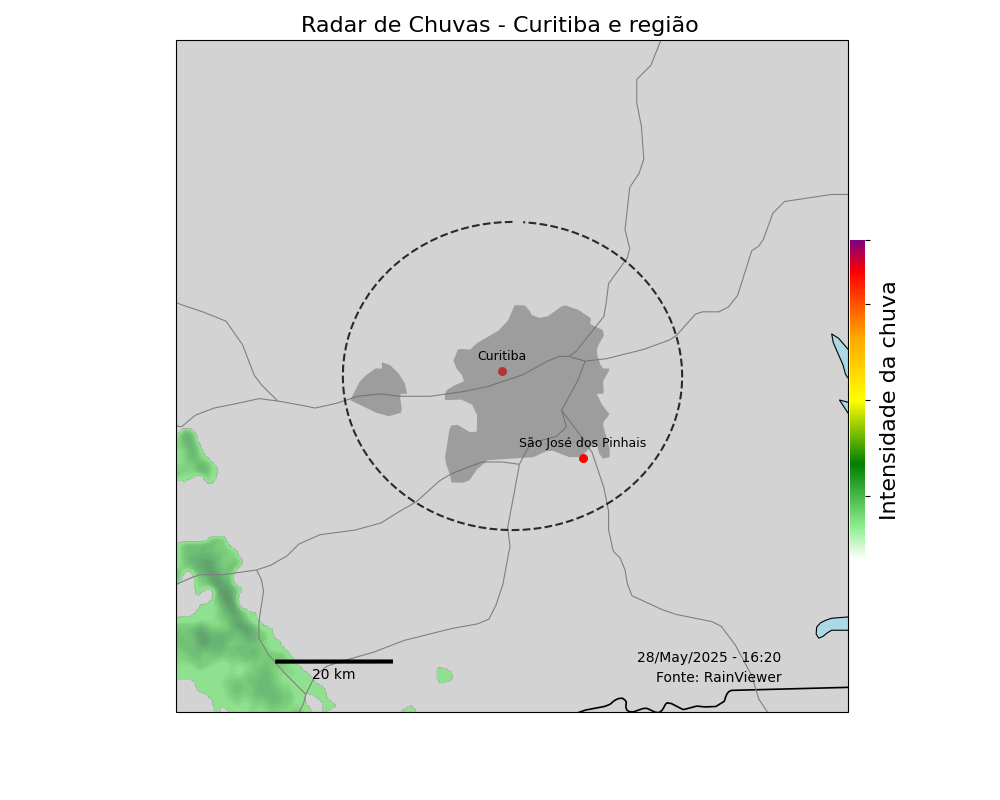 Radar de Chuvas - Curitiba e região
Curitiba
São José dos Pinhais
Intensidade da chuva
28/May/2025 - 16:20
Fonte: RainViewer
20 km